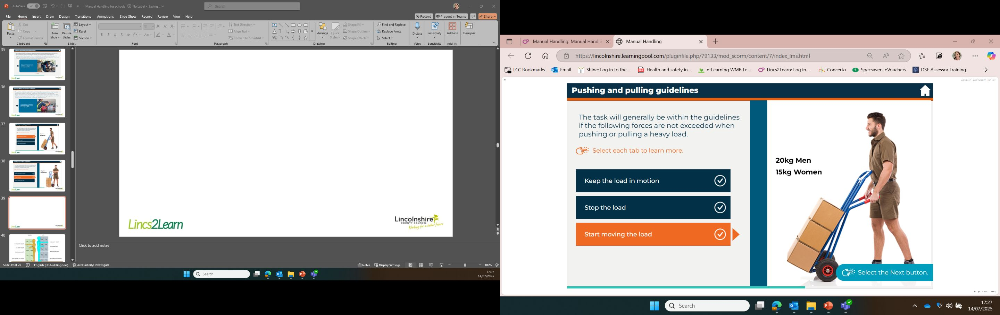 AutoSave
Manual Handling for schools
No Label • Saving...
Search
File
Home
Insert
Draw
Design
Transitions
Animations
Slide Show
Record
Review
View
Help
Record
Present in Teams
Share
Paste
Cut
Copy
Format Painter
Clipboard
New Slide
Re-use Slides
Layout
Reset
Section
Slides
Font
Text Direction
Align Text
Convert to SmartArt
Paragraph
Arrange
Quick Styles
Shape Fill
Shape Outline
Shape Effects
Drawing
Find and Replace
Replace Fonts
Select
Editing
Dictate
Voice
Sensitivity
Sensitivity
Add-ins
Add-ins
Designer
35
36
37
38
39
40
Lincs2Learn
Lincolnshire
COUNTY COUNCIL
Working for a better future
Click to add notes
Slide 39 of 70
English (United Kingdom)
Accessibility: Investigate
Notes
Display Settings
100%
Search
17:27
14/07/2025
Manual Handling: Manual Handlin
Manual Handling
https://lincolnshire.learningpool.com/pluginfile.php/79133/mod_scorm/content/7/index_lms.html
LCC Bookmarks
Email
Shine: Log in to the...
Health and safety in...
e-Learning WMB Le...
Lincs2Learn: Log in...
Concerto
Specsavers eVouchers
DSE Assessor Training
Pushing and pulling guidelines
The task will generally be within the guidelines
if the following forces are not exceeded when
pushing or pulling a heavy load.
Select each tab to learn more.
Keep the load in motion
Stop the load
Start moving the load
20kg Men
15kg Women
Select the Next button.
Search
17:27
14/07/2025